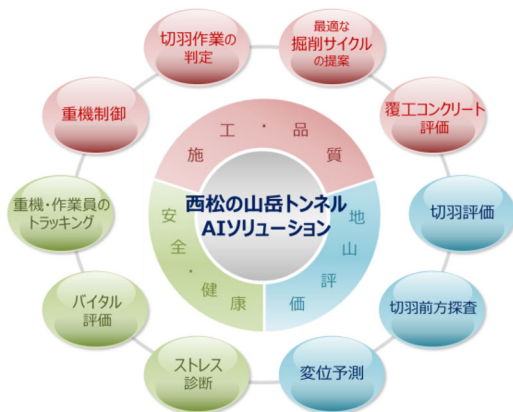 切羽作業の
判定
最適な
掘削サイクル
の提案
重機制御
覆工コンクリート
評価
施工・品質
重機・作業員の
トラッキング
西松の山岳トンネル
AIソリューション
切羽評価
安全・健康
地山評価
バイタル
評価
切羽前方探査
ストレス
診断
変位予測